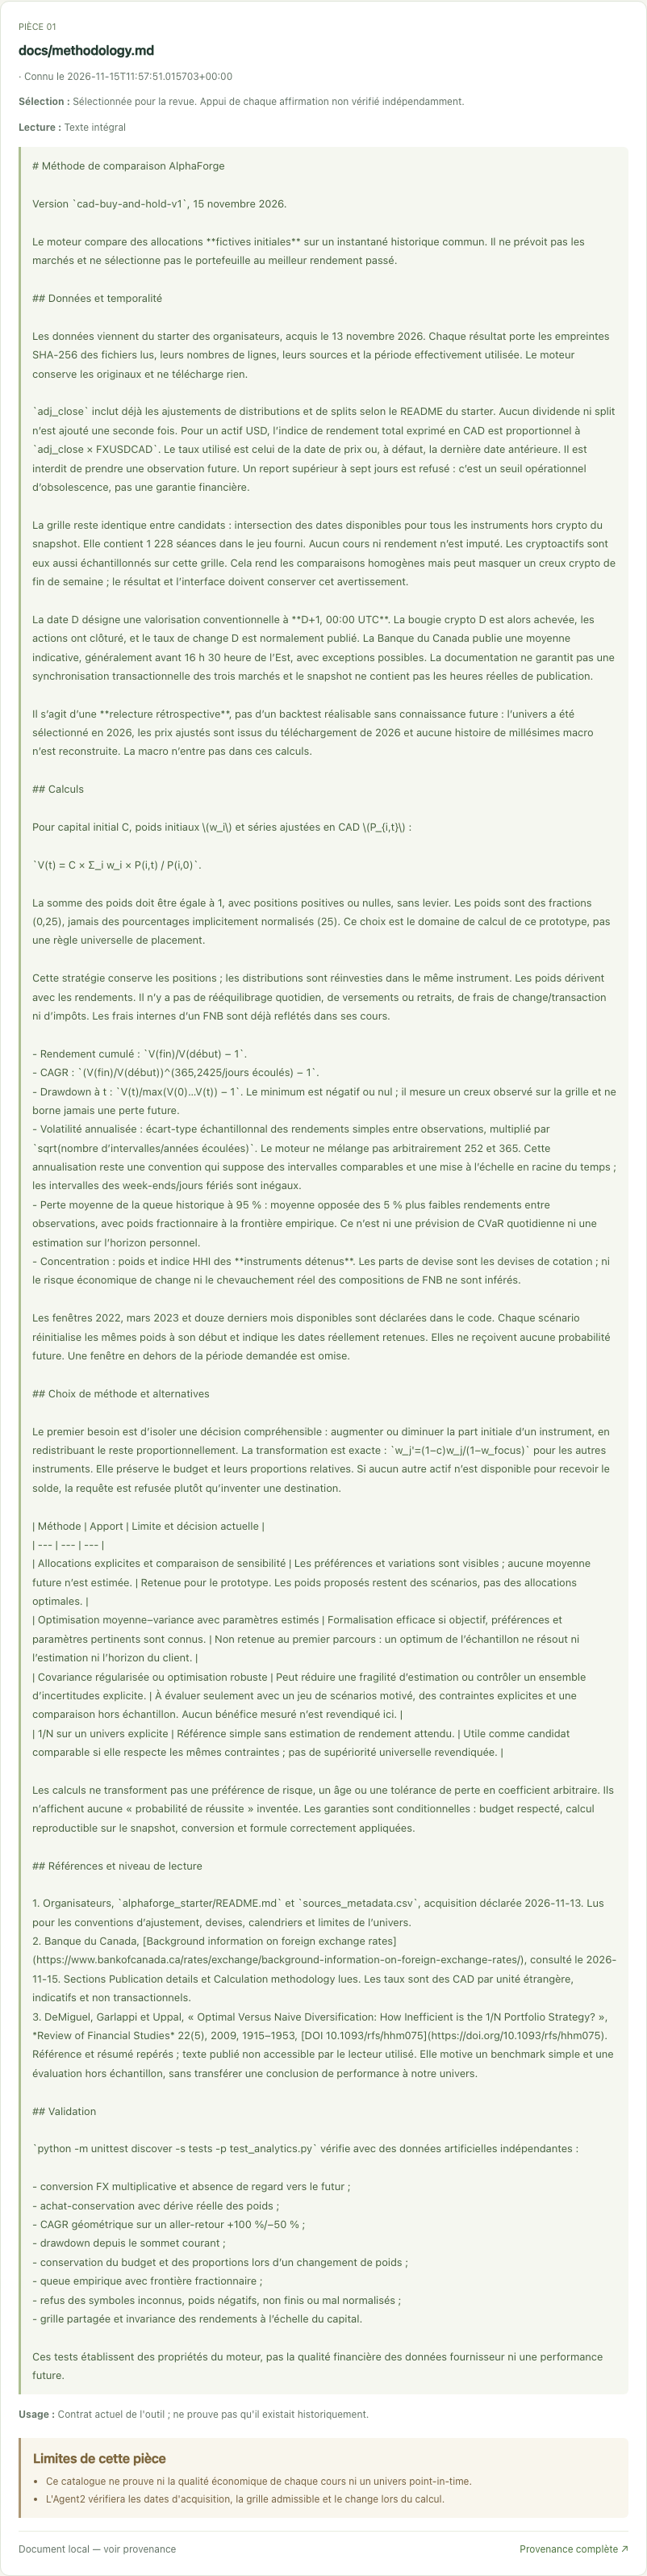 PIÈCE 01
docs/methodology.md
· Connu le 2026-11-15T11:57:51.015703+00:00
Sélection : Sélectionnée pour la revue. Appui de chaque affirmation non vérifié indépendamment.
Lecture : Texte intégral
# Méthode de comparaison AlphaForge
Version `cad-buy-and-hold-v1`, 15 novembre 2026.
Le moteur compare des allocations **fictives initiales** sur un instantané historique commun. Il ne prévoit pas les
marchés et ne sélectionne pas le portefeuille au meilleur rendement passé.
## Données et temporalité
Les données viennent du starter des organisateurs, acquis le 13 novembre 2026. Chaque résultat porte les empreintes
SHA-256 des fichiers lus, leurs nombres de lignes, leurs sources et la période effectivement utilisée. Le moteur
conserve les originaux et ne télécharge rien.
`adj_close` inclut déjà les ajustements de distributions et de splits selon le README du starter. Aucun dividende ni split
n’est ajouté une seconde fois. Pour un actif USD, l’indice de rendement total exprimé en CAD est proportionnel à
`adj_close × FXUSDCAD`. Le taux utilisé est celui de la date de prix ou, à défaut, la dernière date antérieure. Il est
interdit de prendre une observation future. Un report supérieur à sept jours est refusé : c’est un seuil opérationnel
d’obsolescence, pas une garantie financière.
La grille reste identique entre candidats : intersection des dates disponibles pour tous les instruments hors crypto du
snapshot. Elle contient 1 228 séances dans le jeu fourni. Aucun cours ni rendement n’est imputé. Les cryptoactifs sont
eux aussi échantillonnés sur cette grille. Cela rend les comparaisons homogènes mais peut masquer un creux crypto de
fin de semaine ; le résultat et l’interface doivent conserver cet avertissement.
La date D désigne une valorisation conventionnelle à **D+1, 00:00 UTC**. La bougie crypto D est alors achevée, les
actions ont clôturé, et le taux de change D est normalement publié. La Banque du Canada publie une moyenne
indicative, généralement avant 16 h 30 heure de l’Est, avec exceptions possibles. La documentation ne garantit pas une
synchronisation transactionnelle des trois marchés et le snapshot ne contient pas les heures réelles de publication.
Il s’agit d’une **relecture rétrospective**, pas d’un backtest réalisable sans connaissance future : l’univers a été
sélectionné en 2026, les prix ajustés sont issus du téléchargement de 2026 et aucune histoire de millésimes macro
n’est reconstruite. La macro n’entre pas dans ces calculs.
## Calculs
Pour capital initial C, poids initiaux \(w_i\) et séries ajustées en CAD \(P_{i,t}\) :
`V(t) = C × Σ_i w_i × P(i,t) / P(i,0)`.
La somme des poids doit être égale à 1, avec positions positives ou nulles, sans levier. Les poids sont des fractions
(0,25), jamais des pourcentages implicitement normalisés (25). Ce choix est le domaine de calcul de ce prototype, pas
une règle universelle de placement.
Cette stratégie conserve les positions ; les distributions sont réinvesties dans le même instrument. Les poids dérivent
avec les rendements. Il n’y a pas de rééquilibrage quotidien, de versements ou retraits, de frais de change/transaction
ni d’impôts. Les frais internes d’un FNB sont déjà reflétés dans ses cours.
- Rendement cumulé : `V(fin)/V(début) − 1`.
- CAGR : `(V(fin)/V(début))^(365,2425/jours écoulés) − 1`.
- Drawdown à t : `V(t)/max(V(0)…V(t)) − 1`. Le minimum est négatif ou nul ; il mesure un creux observé sur la grille et ne
borne jamais une perte future.
- Volatilité annualisée : écart-type échantillonnal des rendements simples entre observations, multiplié par
`sqrt(nombre d’intervalles/années écoulées)`. Le moteur ne mélange pas arbitrairement 252 et 365. Cette
annualisation reste une convention qui suppose des intervalles comparables et une mise à l’échelle en racine du temps ;
les intervalles des week-ends/jours fériés sont inégaux.
- Perte moyenne de la queue historique à 95 % : moyenne opposée des 5 % plus faibles rendements entre
observations, avec poids fractionnaire à la frontière empirique. Ce n’est ni une prévision de CVaR quotidienne ni une
estimation sur l’horizon personnel.
- Concentration : poids et indice HHI des **instruments détenus**. Les parts de devise sont les devises de cotation ; ni
le risque économique de change ni le chevauchement réel des compositions de FNB ne sont inférés.
Les fenêtres 2022, mars 2023 et douze derniers mois disponibles sont déclarées dans le code. Chaque scénario
réinitialise les mêmes poids à son début et indique les dates réellement retenues. Elles ne reçoivent aucune probabilité
future. Une fenêtre en dehors de la période demandée est omise.
## Choix de méthode et alternatives
Le premier besoin est d’isoler une décision compréhensible : augmenter ou diminuer la part initiale d’un instrument, en
redistribuant le reste proportionnellement. La transformation est exacte : `w_j'=(1−c)w_j/(1−w_focus)` pour les autres
instruments. Elle préserve le budget et leurs proportions relatives. Si aucun autre actif n’est disponible pour recevoir le
solde, la requête est refusée plutôt qu’inventer une destination.
| Méthode | Apport | Limite et décision actuelle |
| --- | --- | --- |
| Allocations explicites et comparaison de sensibilité | Les préférences et variations sont visibles ; aucune moyenne
future n’est estimée. | Retenue pour le prototype. Les poids proposés restent des scénarios, pas des allocations
optimales. |
| Optimisation moyenne–variance avec paramètres estimés | Formalisation efficace si objectif, préférences et
paramètres pertinents sont connus. | Non retenue au premier parcours : un optimum de l’échantillon ne résout ni
l’estimation ni l’horizon du client. |
| Covariance régularisée ou optimisation robuste | Peut réduire une fragilité d’estimation ou contrôler un ensemble
d’incertitudes explicite. | À évaluer seulement avec un jeu de scénarios motivé, des contraintes explicites et une
comparaison hors échantillon. Aucun bénéfice mesuré n’est revendiqué ici. |
| 1/N sur un univers explicite | Référence simple sans estimation de rendement attendu. | Utile comme candidat
comparable si elle respecte les mêmes contraintes ; pas de supériorité universelle revendiquée. |
Les calculs ne transforment pas une préférence de risque, un âge ou une tolérance de perte en coefficient arbitraire. Ils
n’affichent aucune « probabilité de réussite » inventée. Les garanties sont conditionnelles : budget respecté, calcul
reproductible sur le snapshot, conversion et formule correctement appliquées.
## Références et niveau de lecture
1. Organisateurs, `alphaforge_starter/README.md` et `sources_metadata.csv`, acquisition déclarée 2026-11-13. Lus
pour les conventions d’ajustement, devises, calendriers et limites de l’univers.
2. Banque du Canada, [Background information on foreign exchange rates]
(https://www.bankofcanada.ca/rates/exchange/background-information-on-foreign-exchange-rates/), consulté le 2026-
11-15. Sections Publication details et Calculation methodology lues. Les taux sont des CAD par unité étrangère,
indicatifs et non transactionnels.
3. DeMiguel, Garlappi et Uppal, « Optimal Versus Naive Diversification: How Inefficient is the 1/N Portfolio Strategy? »,
*Review of Financial Studies* 22(5), 2009, 1915–1953, [DOI 10.1093/rfs/hhm075](https://doi.org/10.1093/rfs/hhm075).
Référence et résumé repérés ; texte publié non accessible par le lecteur utilisé. Elle motive un benchmark simple et une
évaluation hors échantillon, sans transférer une conclusion de performance à notre univers.
## Validation
`python -m unittest discover -s tests -p test_analytics.py` vérifie avec des données artificielles indépendantes :
- conversion FX multiplicative et absence de regard vers le futur ;
- achat-conservation avec dérive réelle des poids ;
- CAGR géométrique sur un aller-retour +100 %/−50 % ;
- drawdown depuis le sommet courant ;
- conservation du budget et des proportions lors d’un changement de poids ;
- queue empirique avec frontière fractionnaire ;
- refus des symboles inconnus, poids négatifs, non finis ou mal normalisés ;
- grille partagée et invariance des rendements à l’échelle du capital.
Ces tests établissent des propriétés du moteur, pas la qualité financière des données fournisseur ni une performance
future.
Usage : Contrat actuel de l'outil ; ne prouve pas qu'il existait historiquement.
Limites de cette pièce
• Ce catalogue ne prouve ni la qualité économique de chaque cours ni un univers point-in-time.
• L'Agent2 vérifiera les dates d'acquisition, la grille admissible et le change lors du calcul.
Document local — voir provenance
Provenance complète ↗